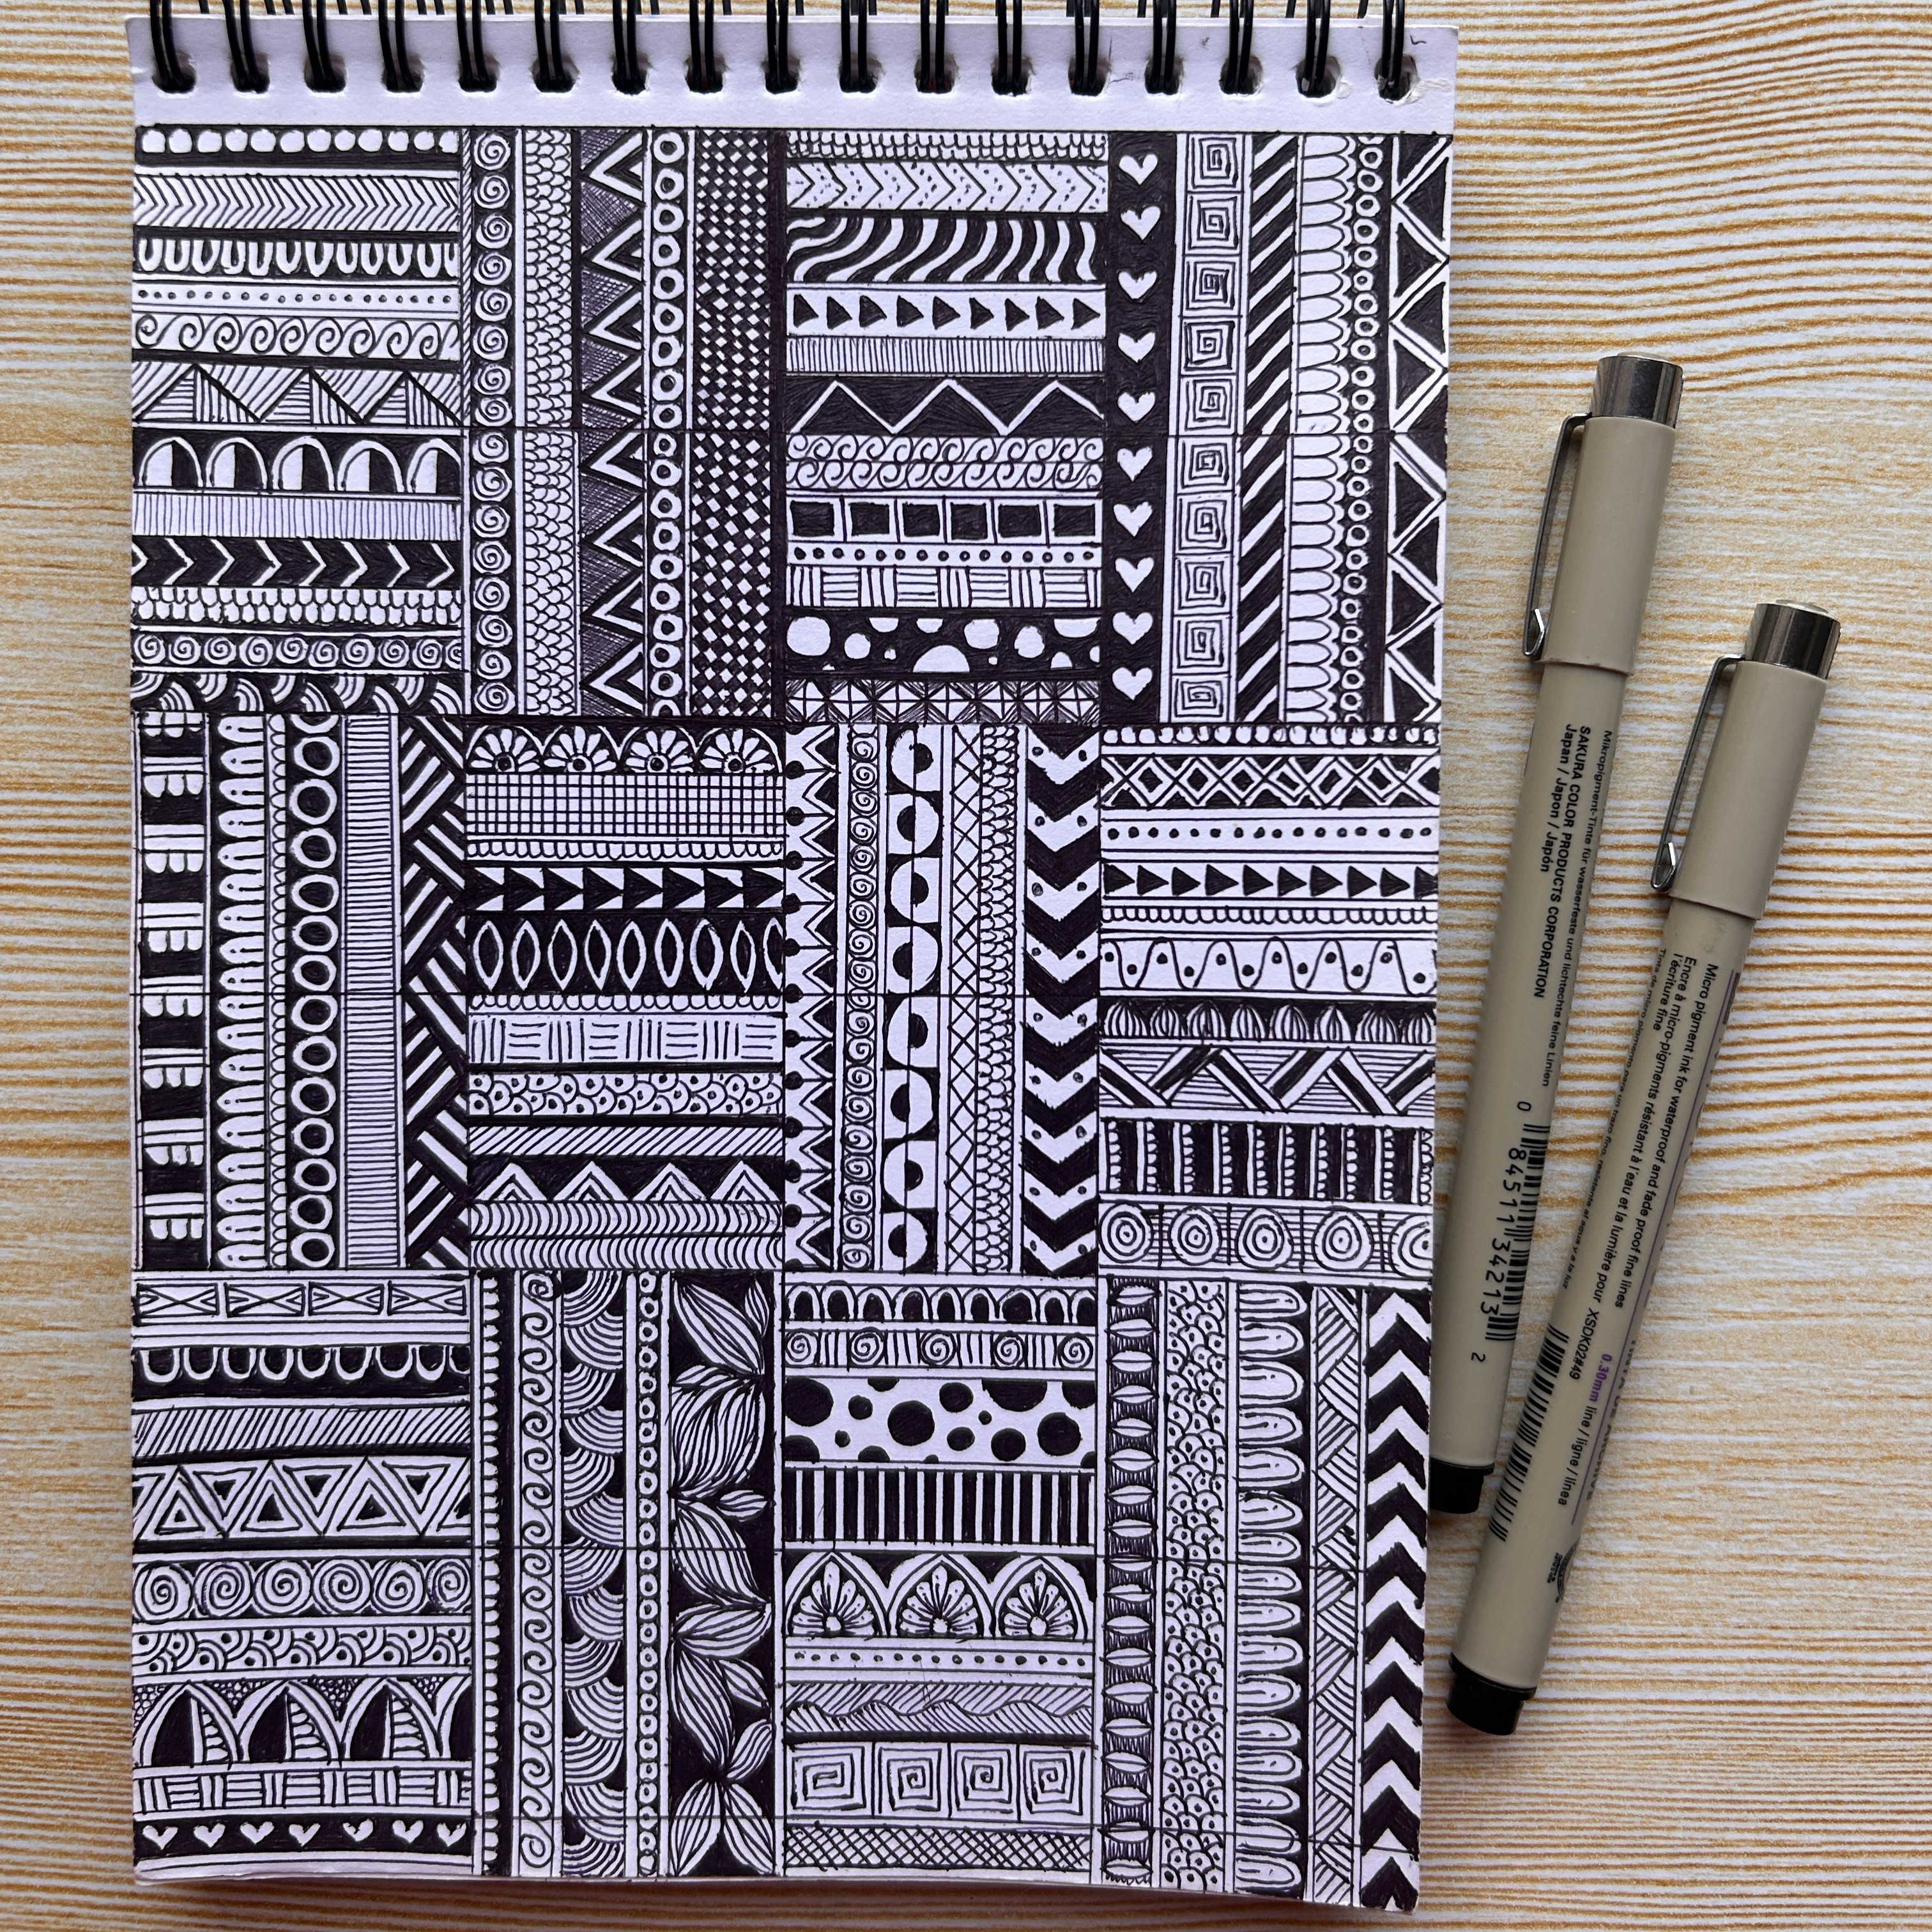 Mikropigment-Tinte für wasserfeste und lichtechte feine Linien
SAKURA COLOR PRODUCTS CORPORATION
Japan / Japon / Japón
0 84511 34213 2
Micro pigment ink for waterproof and fade proof fine lines
Encre à micro-pigments résistant à l'eau et la lumière pour
l'écriture fine
XSDK02#49
0.30mm line / ligne / línea